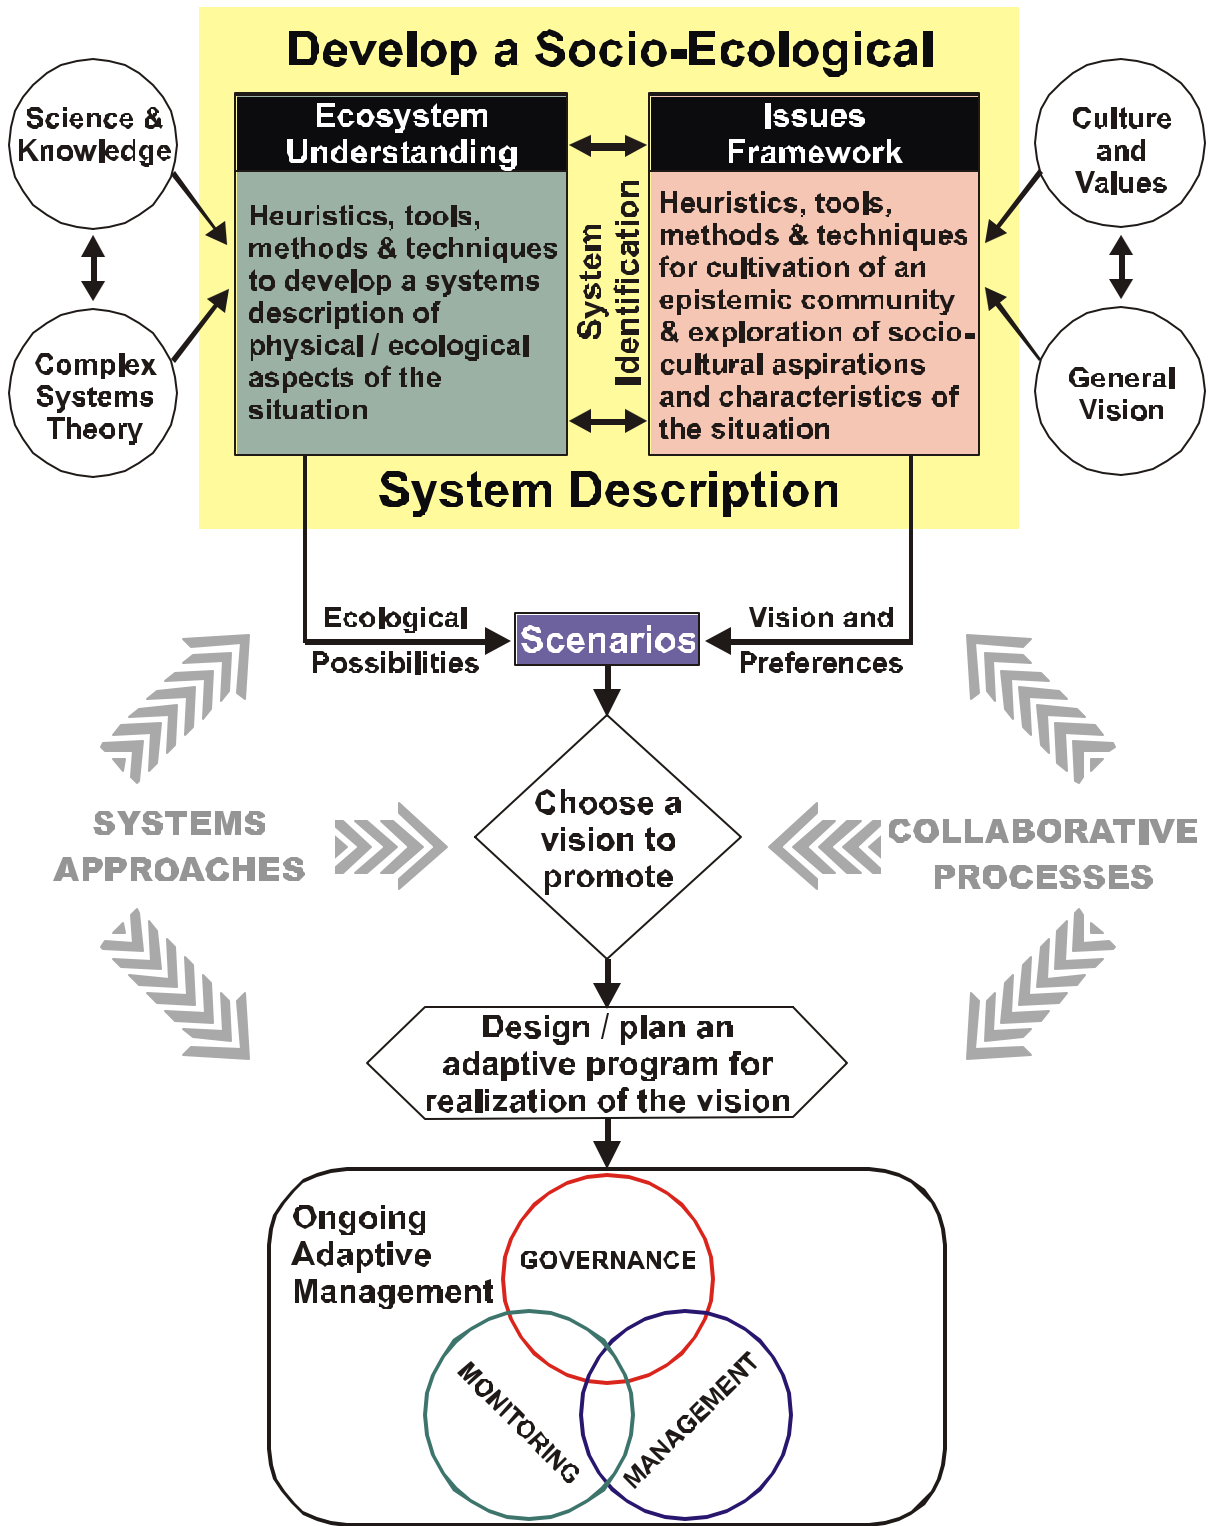 Develop a Socio-Ecological
Science &
Knowledge
Complex
Systems
Theory
Ecosystem
Understanding
Heuristics, tools,
methods & techniques
to develop a systems
description of
physical / ecological
aspects of the
situation
System
Identification
Issues
Framework
Heuristics, tools,
methods & techniques
for cultivation of an
epistemic community
& exploration of socio-
cultural aspirations
and characteristics of
the situation
Culture
and
Values
General
Vision
System Description
Ecological
Possibilities
Scenarios
Vision and
Preferences
SYSTEMS
APPROACHES
Choose a
vision to
promote
COLLABORATIVE
PROCESSES
Design / plan an
adaptive program for
realization of the vision
Ongoing
Adaptive
Management
GOVERNANCE
MONITORING
MANAGEMENT